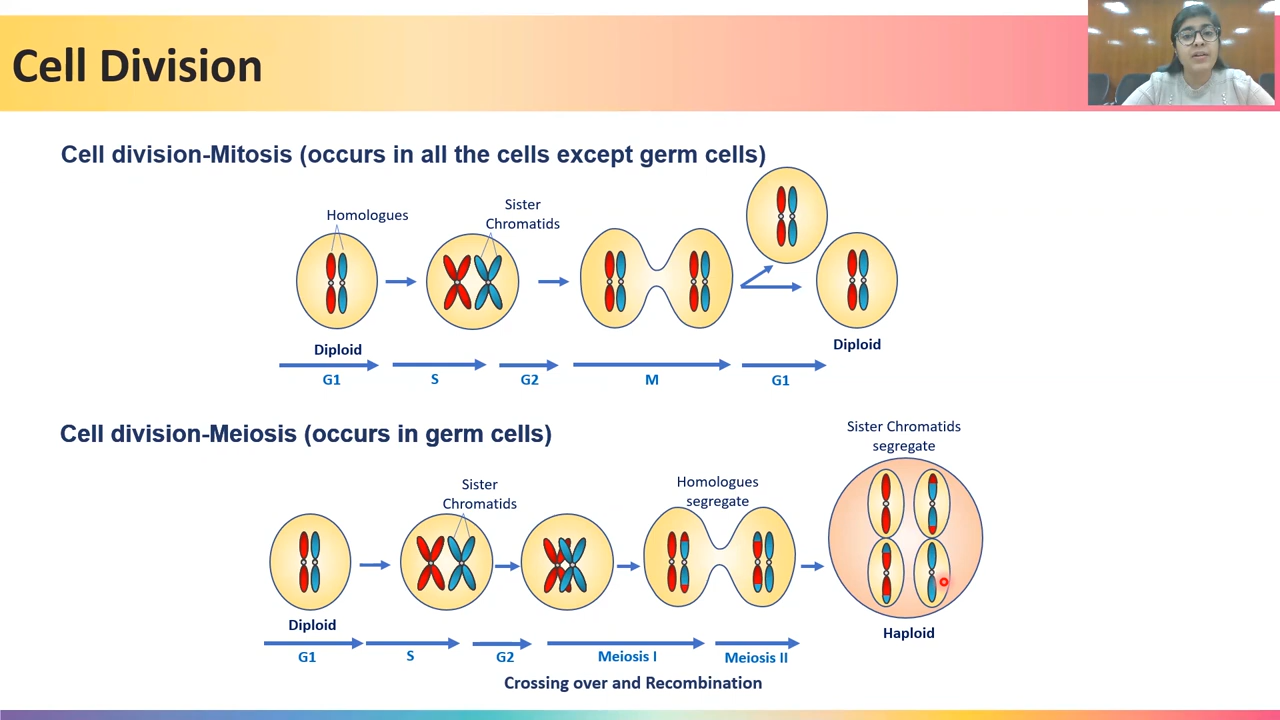 Cell Division
Cell division-Mitosis (occurs in all the cells except germ cells)
Homologues
Sister
Chromatids
Diploid
Diploid
G1
S
G2
M
G1
Cell division-Meiosis (occurs in germ cells)
Sister Chromatids
segregate
Sister
Chromatids
Homologues
segregate
Diploid
Haploid
G1
S
G2
Meiosis I
Meiosis II
Crossing over and Recombination